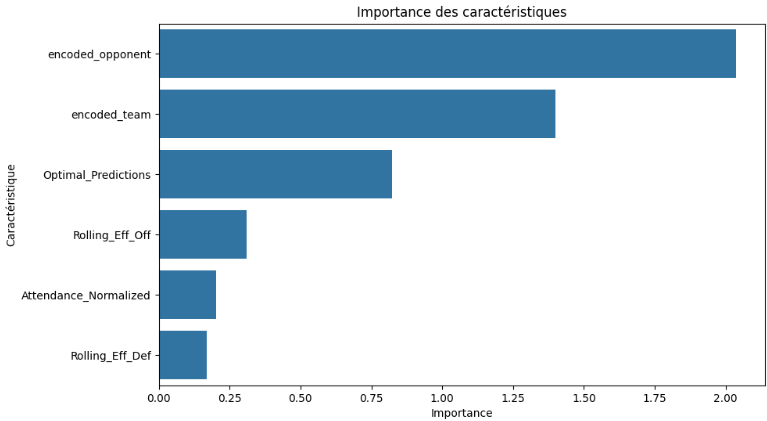 Importance des caractéristiques
encoded_opponent
encoded_team
Optimal_Predictions
Rolling_Eff_Off
Attendance_Normalized
Rolling_Eff_Def
Caractéristique
0.00 0.25 0.50 0.75 1.00 1.25 1.50 1.75 2.00
Importance